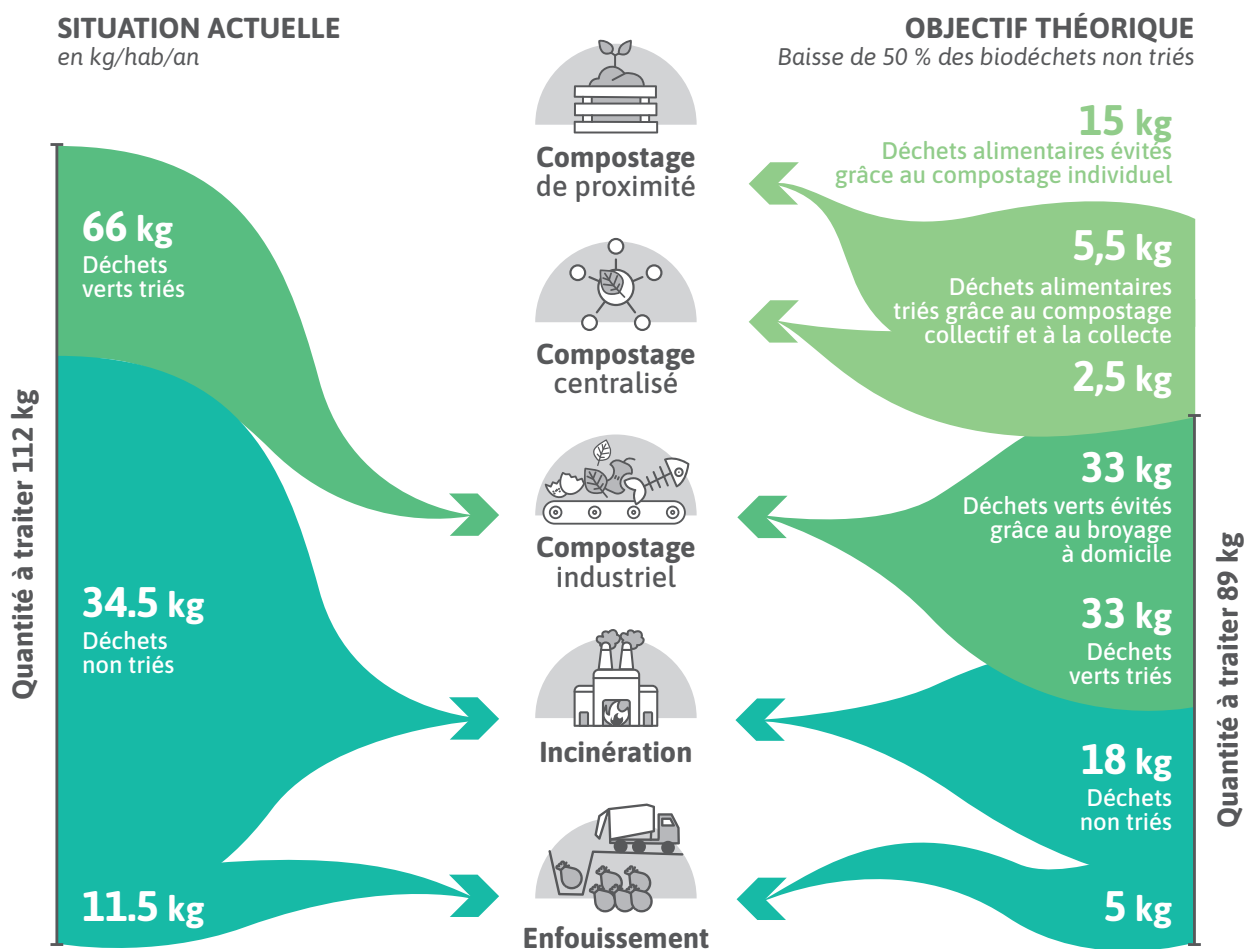 SITUATION ACTUELLE
en kg/hab/an
Quantité à traiter 112 kg
66 kg
Déchets
verts triés
34.5 kg
Déchets
non triés
11.5 kg
Compostage
de proximité
Compostage
centralisé
Compostage
industriel
Incinération
Enfouissement
OBJECTIF THÉORIQUE
Baisse de 50 % des biodéchets non triés
15 kg
Déchets alimentaires évités
grâce au compostage individuel
5,5 kg
Déchets alimentaires
triés grâce au compostage
collectif et à la collecte
2,5 kg
33 kg
Déchets verts évités
grâce au broyage
à domicile
33 kg
Déchets
verts triés
18 kg
Déchets
non triés
5 kg
Quantité à traiter 89 kg